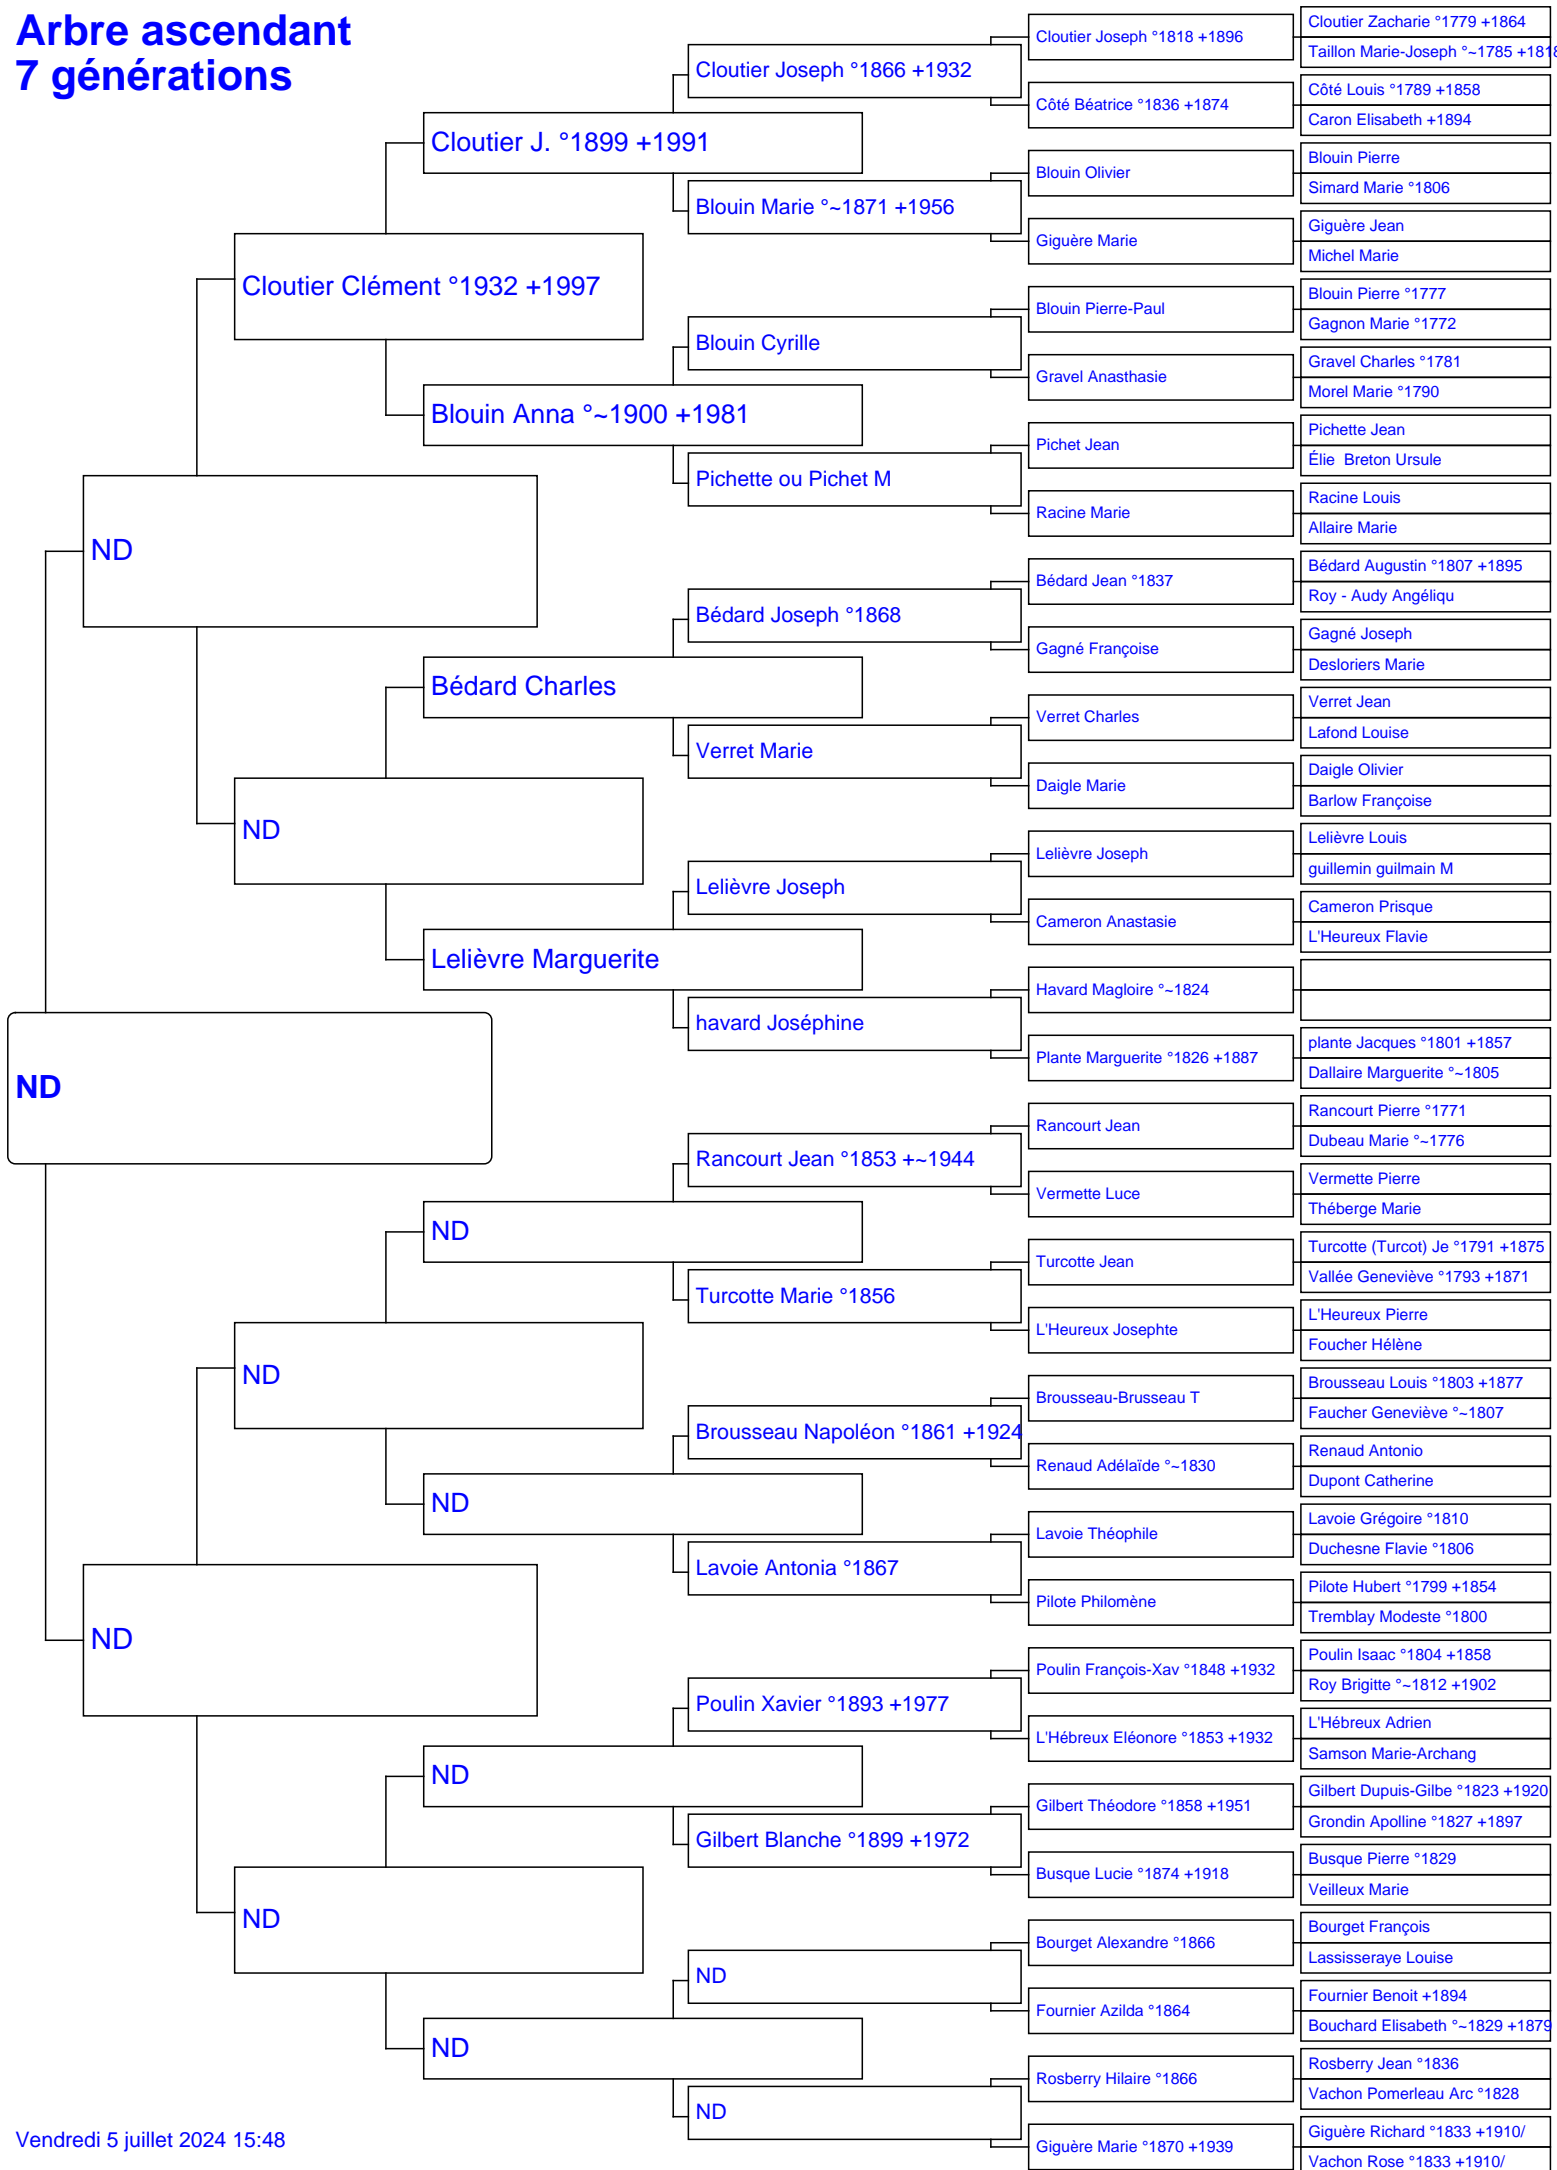 Arbre ascendant
7 générations
ND
ND
ND
Cloutier Clément °1932 +1997
ND
ND
ND
Cloutier J. °1899 +1991
Blouin Anna °~1900 +1981
Bédard Charles
Lelièvre Marguerite
ND
ND
ND
ND
Cloutier Joseph °1866 +1932
Blouin Marie °~1871 +1956
Blouin Cyrille
Pichette ou Pichet M
Bédard Joseph °1868
Verret Marie
Lelièvre Joseph
havard Joséphine
Rancourt Jean °1853 +~1944
Turcotte Marie °1856
Brousseau Napoléon °1861 +1924
Lavoie Antonia °1867
Poulin Xavier °1893 +1977
Gilbert Blanche °1899 +1972
ND
ND
Cloutier Joseph °1818 +1896
Côté Béatrice °1836 +1874
Blouin Olivier
Giguère Marie
Blouin Pierre-Paul
Gravel Anasthasie
Pichet Jean
Racine Marie
Bédard Jean °1837
Gagné Françoise
Verret Charles
Daigle Marie
Lelièvre Joseph
Cameron Anastasie
Havard Magloire °~1824
Plante Marguerite °1826 +1887
Rancourt Jean
Vermette Luce
Turcotte Jean
L'Heureux Josephte
Brousseau-Brusseau T
Renaud Adélaïde °~1830
Lavoie Théophile
Pilote Philomène
Poulin François-Xav °1848 +1932
L'Hébreux Eléonore °1853 +1932
Gilbert Théodore °1858 +1951
Busque Lucie °1874 +1918
Bourget Alexandre °1866
Fournier Azilda °1864
Rosberry Hilaire °1866
Giguère Marie °1870 +1939
Cloutier Zacharie °1779 +1864
Taillon Marie-Joseph °~1785 +1818
Côté Louis °1789 +1858
Caron Elisabeth +1894
Blouin Pierre
Simard Marie °1806
Giguère Jean
Michel Marie
Blouin Pierre °1777
Gagnon Marie °1772
Gravel Charles °1781
Morel Marie °1790
Pichette Jean
Élie  Breton Ursule
Racine Louis
Allaire Marie
Bédard Augustin °1807 +1895
Roy - Audy Angéliqu
Gagné Joseph
Desloriers Marie
Verret Jean
Lafond Louise
Daigle Olivier
Barlow Françoise
Lelièvre Louis
guillemin guilmain M
Cameron Prisque
L'Heureux Flavie
plante Jacques °1801 +1857
Dallaire Marguerite °~1805
Rancourt Pierre °1771
Dubeau Marie °~1776
Vermette Pierre
Théberge Marie
Turcotte (Turcot) Je °1791 +1875
Vallée Geneviève °1793 +1871
L'Heureux Pierre
Foucher Hélène
Brousseau Louis °1803 +1877
Faucher Geneviève °~1807
Renaud Antonio
Dupont Catherine
Lavoie Grégoire °1810
Duchesne Flavie °1806
Pilote Hubert °1799 +1854
Tremblay Modeste °1800
Poulin Isaac °1804 +1858
Roy Brigitte °~1812 +1902
L'Hébreux Adrien
Samson Marie-Archang
Gilbert Dupuis-Gilbe °1823 +1920
Grondin Apolline °1827 +1897
Busque Pierre °1829
Veilleux Marie
Bourget François
Lassisseraye Louise
Fournier Benoit +1894
Bouchard Elisabeth °~1829 +1879
Rosberry Jean °1836
Vachon Pomerleau Arc °1828
Giguère Richard °1833 +1910/
Vachon Rose °1833 +1910/
Vendredi 5 juillet 2024 15:48